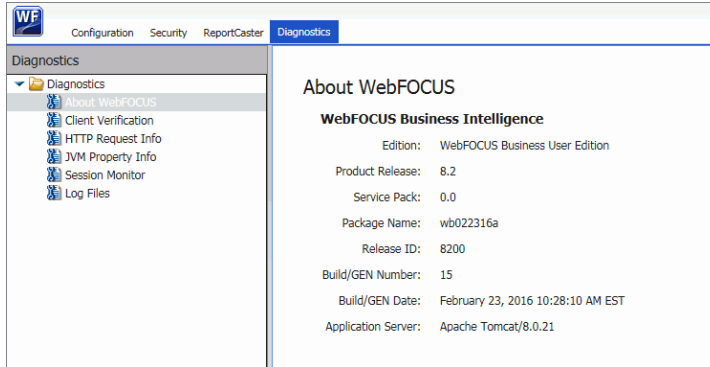 WF
Configuration Security ReportCaster Diagnostics
Diagnostics
Diagnostics
About WebFOCUS
Client Verification
HTTP Request Info
JVM Property Info
Session Monitor
Log Files
About WebFOCUS
WebFOCUS Business Intelligence
Edition: WebFOCUS Business User Edition
Product Release: 8.2
Service Pack: 0.0
Package Name: wb022316a
Release ID: 8200
Build/GEN Number: 15
Build/GEN Date: February 23, 2016 10:28:10 AM EST
Application Server: Apache Tomcat/8.0.21